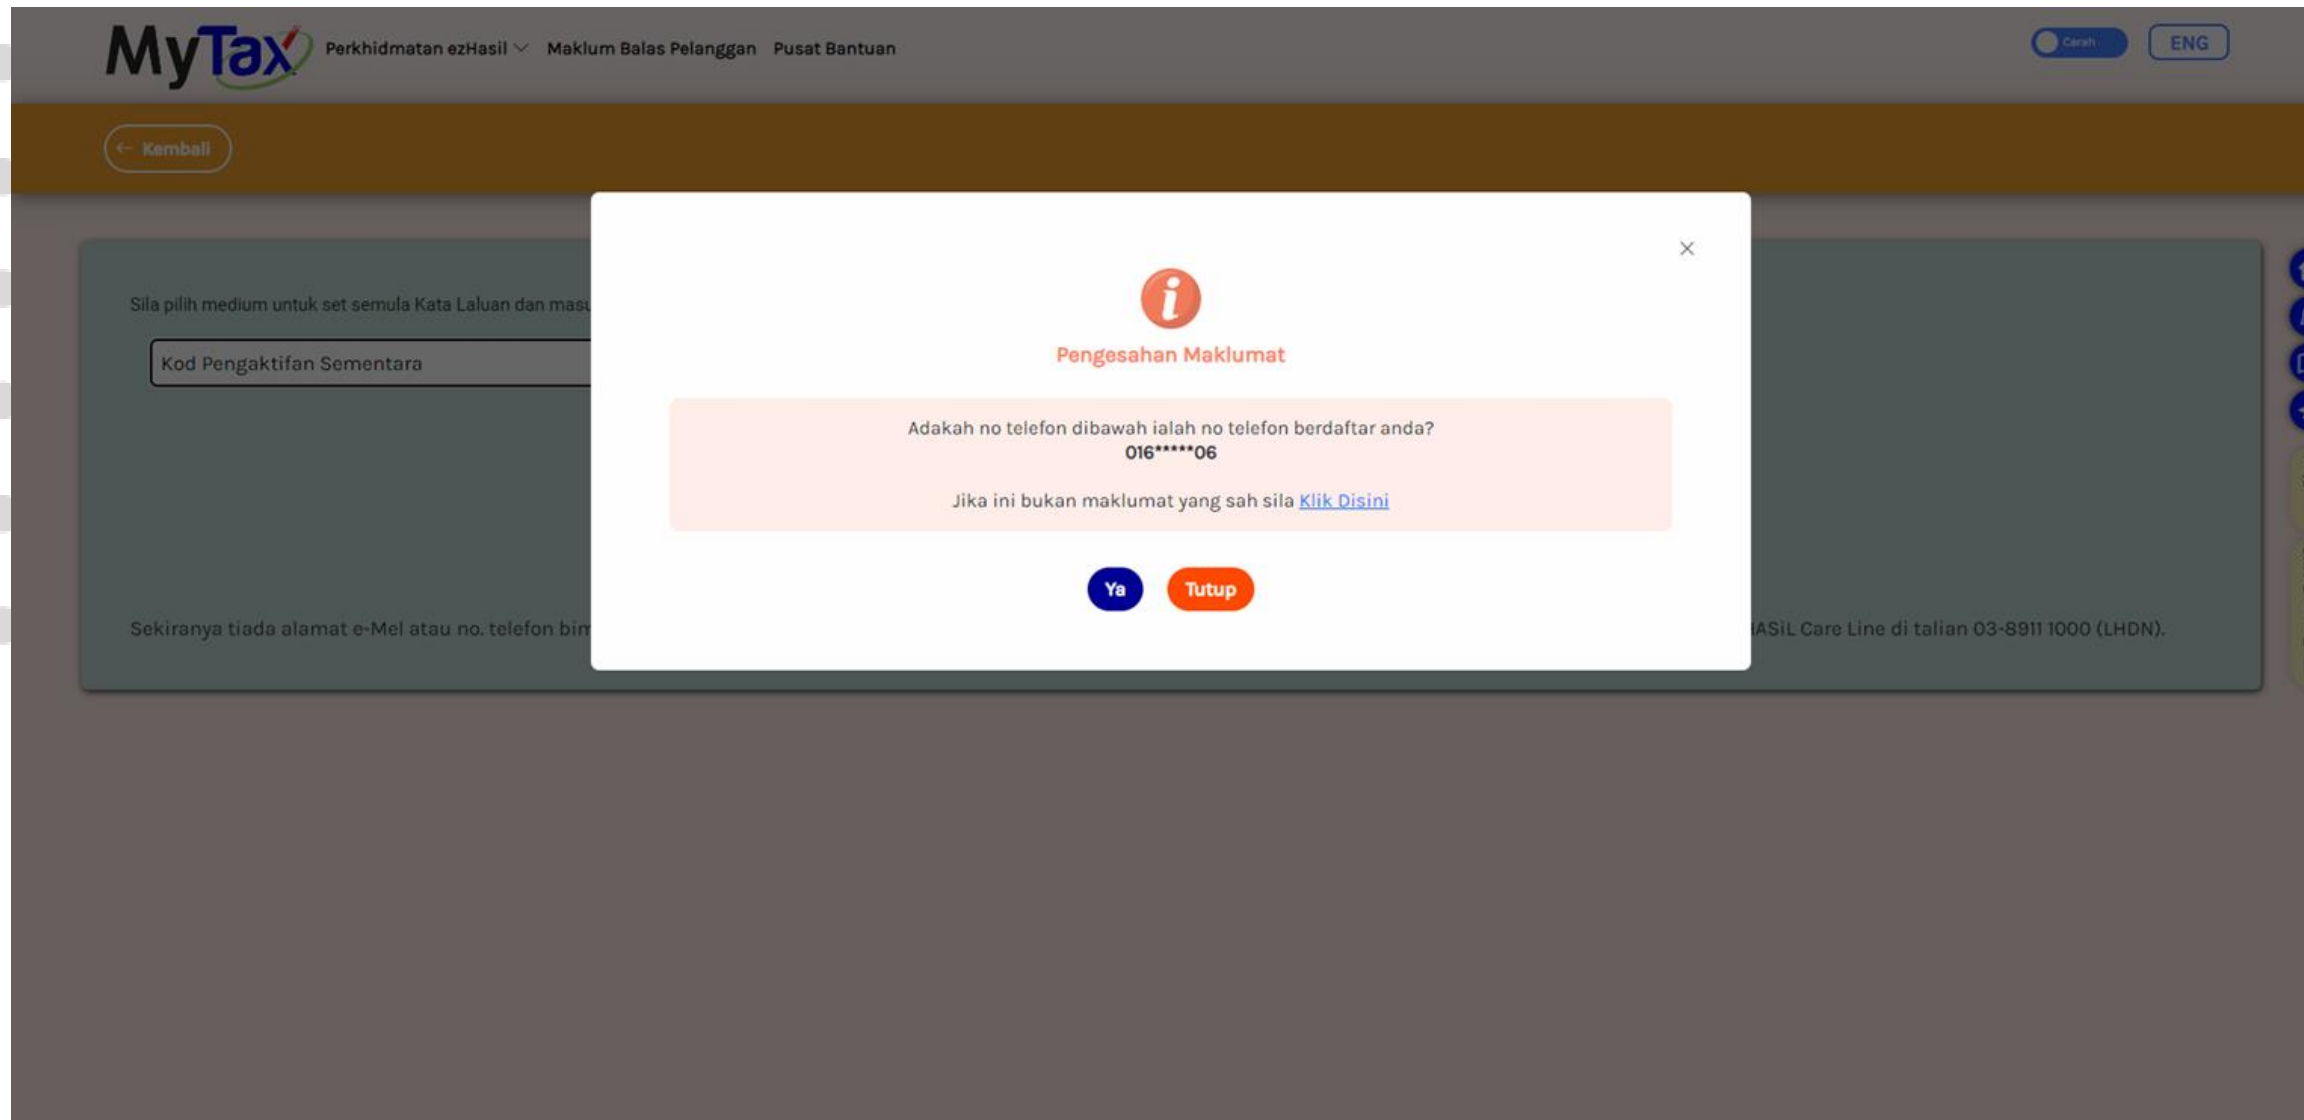 MyTax Perkhidmatan ezHasil Maklum Balas Pelanggan Pusat Bantuan Cerah ENG
← Kembali
×
i
Sila pilih medium untuk set semula Kata Laluan dan
Kod Pengaktifan Sementara
Pengesahan Maklumat
Adakah no telefon dibawah ialah no telefon berdaftar anda?
016*****06
Jika ini bukan maklumat yang sah sila Klik Disini
Ya Tutup
Sekiranya tiada alamat e-Mel atau no. telefon
Care Line di talian 03-8911 1000 (LHDN).